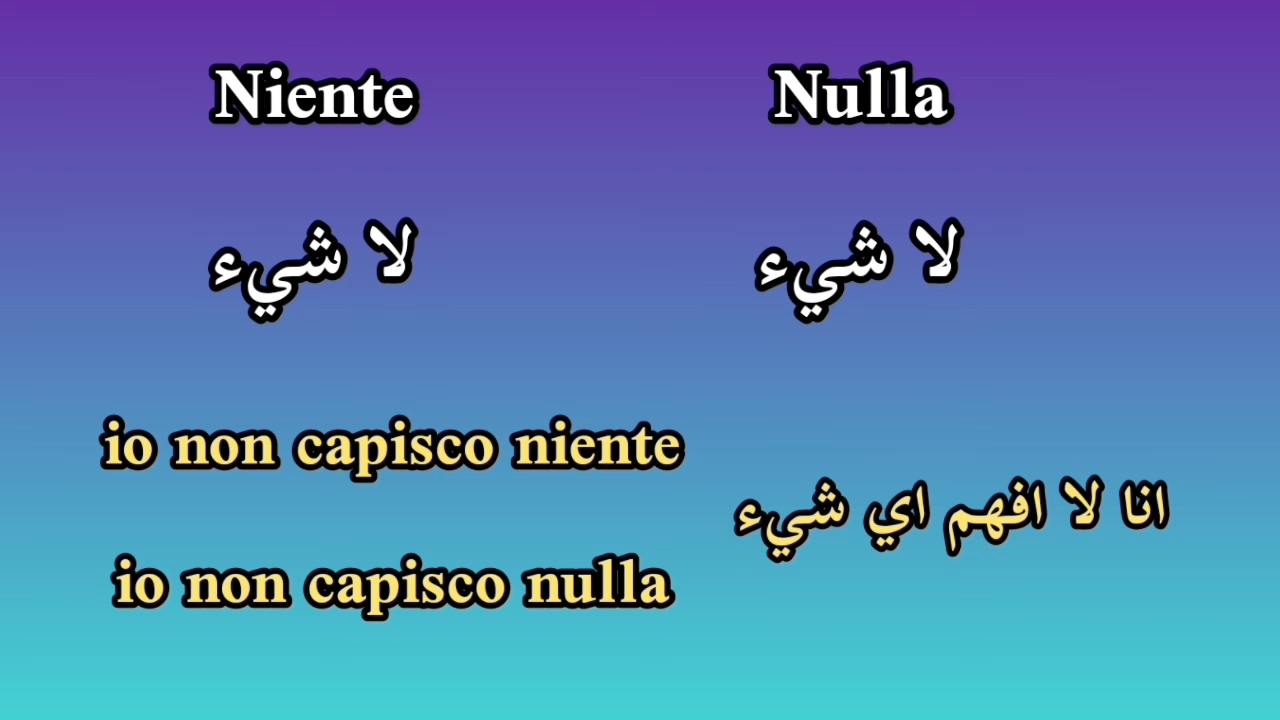 Niente
Nulla
لا شيء
لا شيء
io non capisco niente
انا لا افهم اي شيء
io non capisco nulla